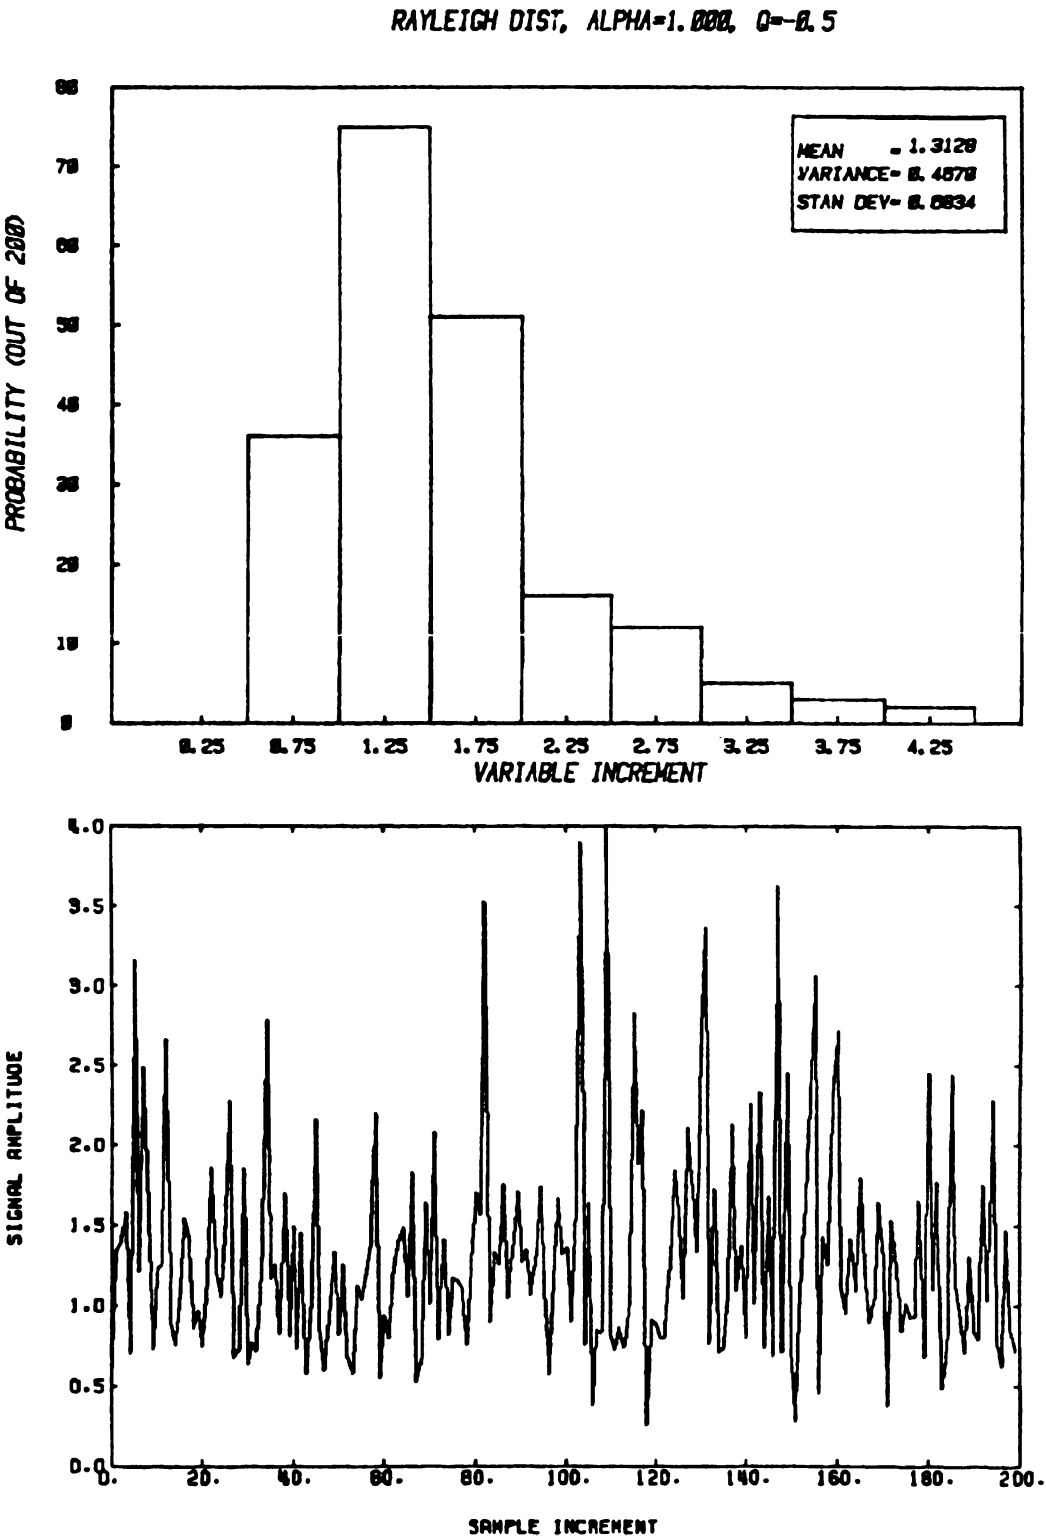 RAYLEIGH DIST, ALPHA=1.000, Q=-0.5
80
MEAN = 1.3120
VARIANCE= 0.4670
STAN DEV= 0.6834
70
60
50
40
30
20
10
0
PROBABILITY (OUT OF 200)
0.25 0.75 1.25 1.75 2.25 2.75 3.25 3.75 4.25
VARIABLE INCREMENT
4.0
3.5
3.0
2.5
2.0
1.5
1.0
0.5
0.0
SIGNAL AMPLITUDE
0. 20. 40. 60. 80. 100. 120. 140. 160. 180. 200.
SAMPLE INCREMENT